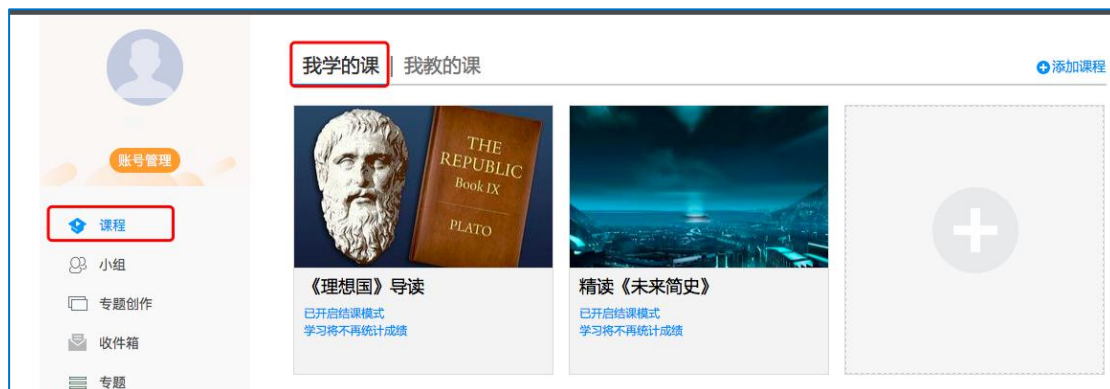 我学的课 | 我教的课
添加课程
账号管理
课程
小组
专题创作
收件箱
专题
THE
REPUBLIC
Book IX
PLATO
《理想国》导读
已开启结课模式
学习将不再统计成绩
精读《未来简史》
已开启结课模式
学习将不再统计成绩